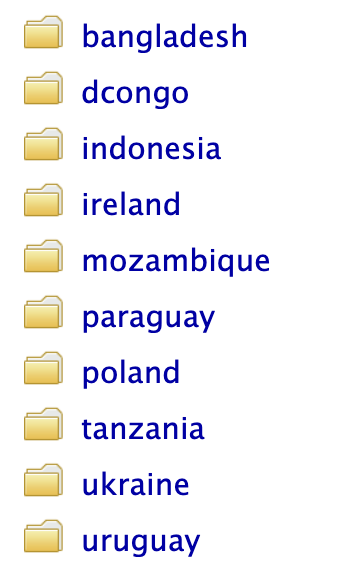 bangladesh
dcongo
indonesia
ireland
mozambique
paraguay
poland
tanzania
ukraine
uruguay